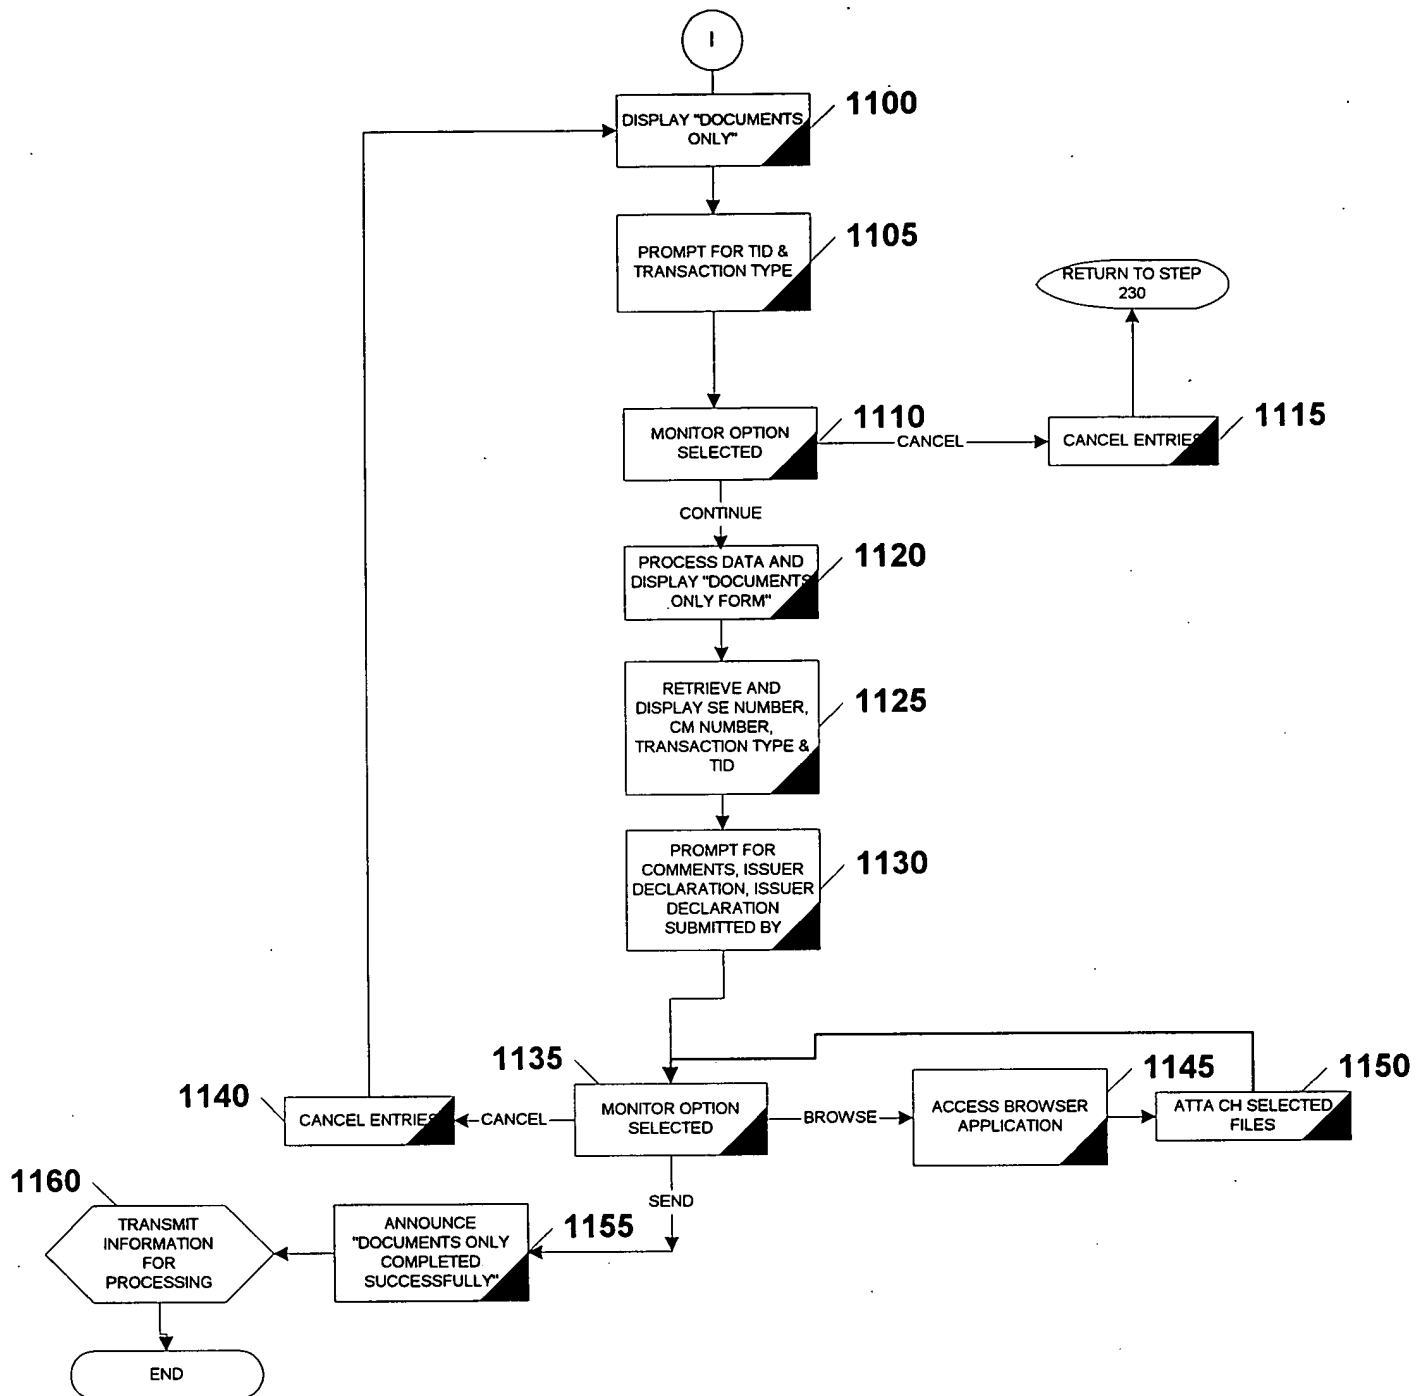 I
DISPLAY "DOCUMENTS
ONLY"
1100
PROMPT FOR TID &
TRANSACTION TYPE
1105
RETURN TO STEP
230
MONITOR OPTION
SELECTED
1110
CANCEL
CANCEL ENTRIES
1115
CONTINUE
PROCESS DATA AND
DISPLAY "DOCUMENTS
ONLY FORM"
1120
RETRIEVE AND
DISPLAY SE NUMBER,
CM NUMBER,
TRANSACTION TYPE &
TID
1125
PROMPT FOR
COMMENTS, ISSUER
DECLARATION, ISSUER
DECLARATION
SUBMITTED BY
1130
1135
MONITOR OPTION
SELECTED
1140
CANCEL ENTRIES
CANCEL
BROWSE
ACCESS BROWSER
APPLICATION
1145
ATTA CH SELECTED
FILES
1150
SEND
ANNOUNCE
"DOCUMENTS ONLY
COMPLETED
SUCCESSFULLY"
1155
1160
TRANSMIT
INFORMATION
FOR
PROCESSING
END